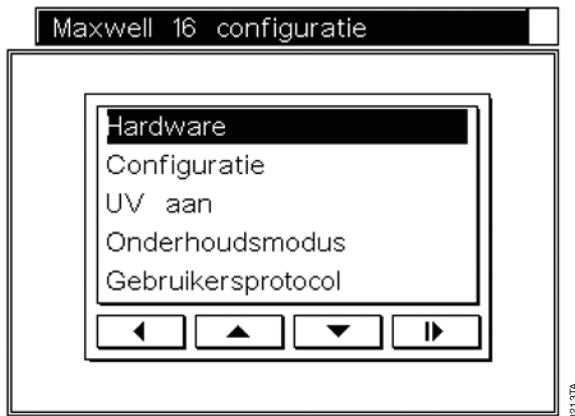 Maxwell 16 configuratie
Hardware
Configuratie
UV aan
Onderhoudsmodus
Gebruikersprotocol